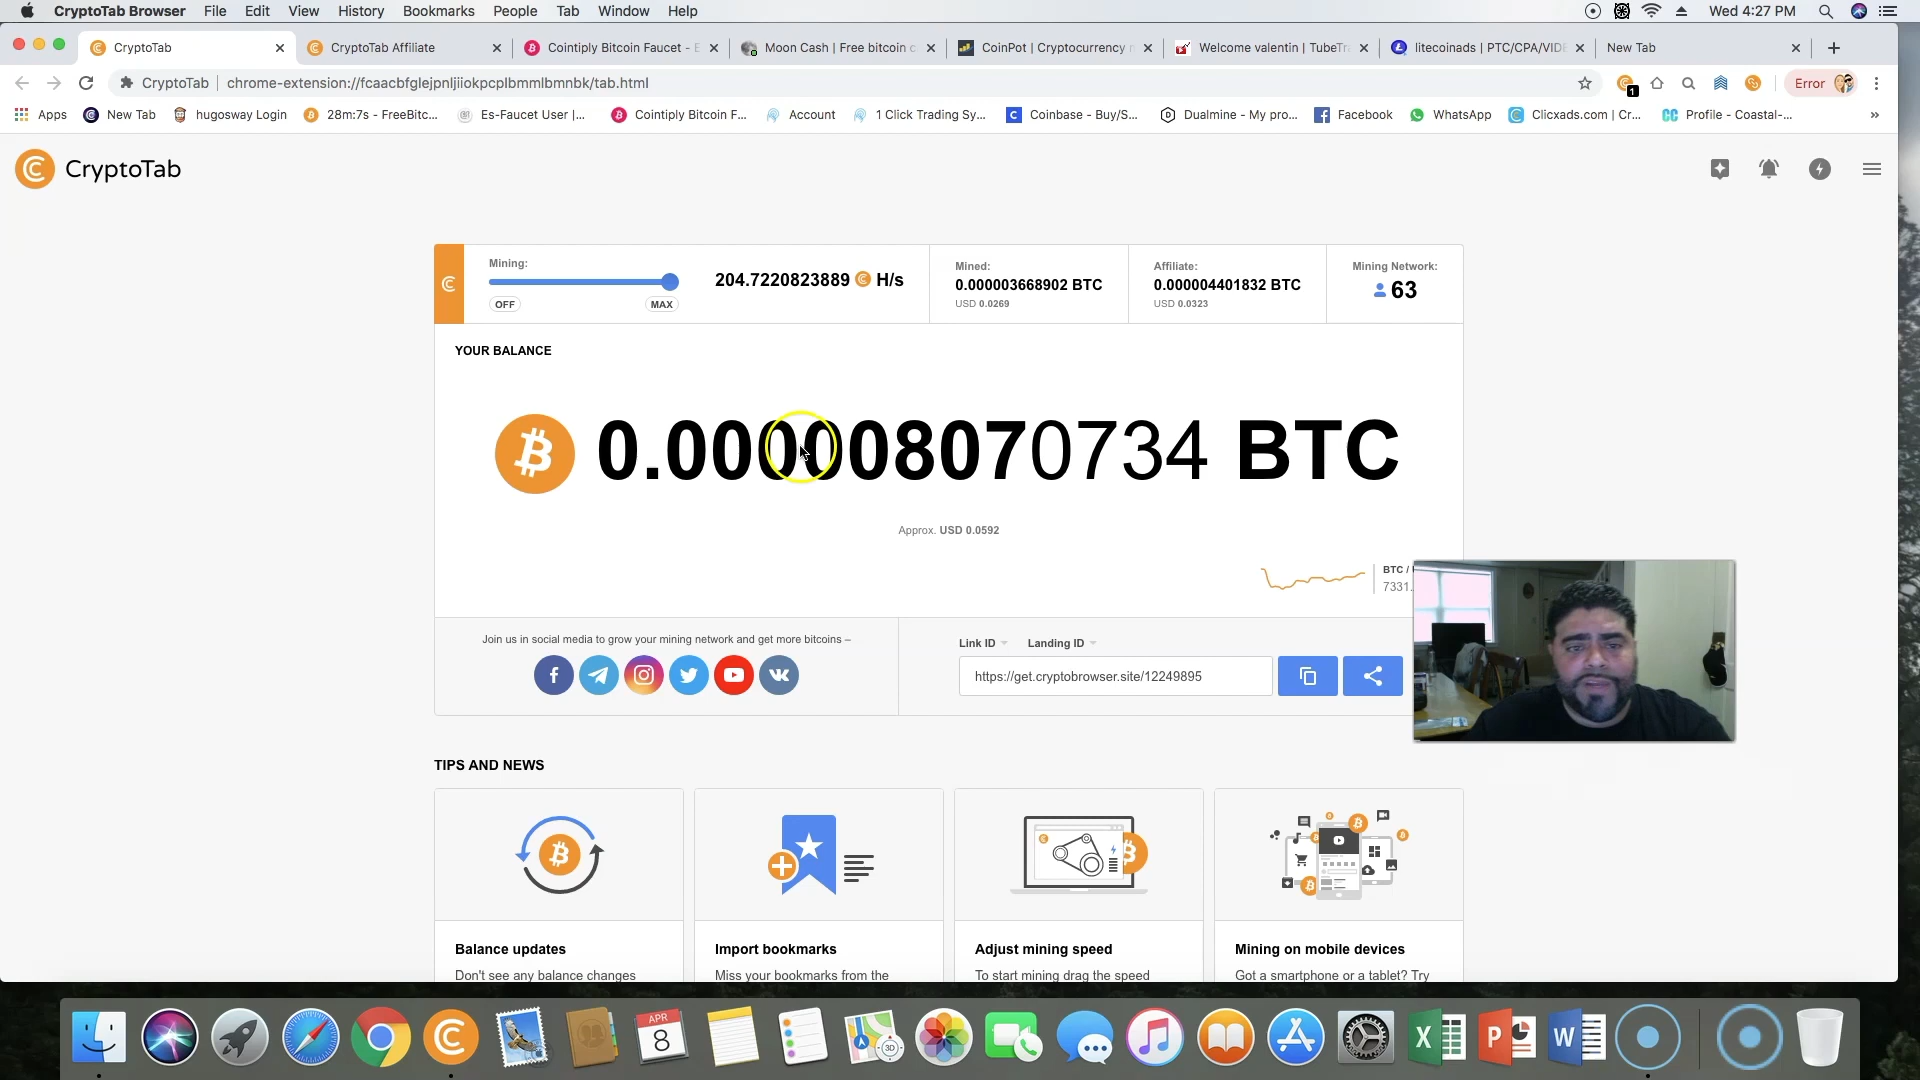 CryptoTab Browser File Edit View History Bookmarks People Tab Window Help Wed 4:27 PM
CryptoTab CryptoTab Affiliate Cointiply Bitcoin Faucet - E Moon Cash | Free bitcoin c CoinPot | Cryptocurrency Welcome valentin | TubeTr litecoinads | PTC/CPA/VIDE New Tab
CryptoTab chrome-extension://fcaacbfglejpnljiiokpcplbmmlbmnbk/tab.html 1 Error
Apps New Tab hugosway Login 28m:7s - FreeBitc... Es-Faucet User |... Cointiply Bitcoin F... Account 1 Click Trading Sy... Coinbase - Buy/S... Dualmine - My pro... Facebook WhatsApp Clicxads.com | Cr... Profile - Coastal-... »
CryptoTab
Mining:
OFF MAX
204.7220823889 H/s
Mined:
0.000003668902 BTC
USD 0.0269
Affiliate:
0.000004401832 BTC
USD 0.0323
Mining Network:
63
YOUR BALANCE
0.000008070734 BTC
Approx. USD 0.0592
BTC /
7331.
Join us in social media to grow your mining network and get more bitcoins –
Link ID Landing ID
https://get.cryptobrowser.site/12249895
TIPS AND NEWS
Balance updates
Don't see any balance changes
Import bookmarks
Miss your bookmarks from the
Adjust mining speed
To start mining drag the speed
Mining on mobile devices
Got a smartphone or a tablet? Try
APR
8
3D